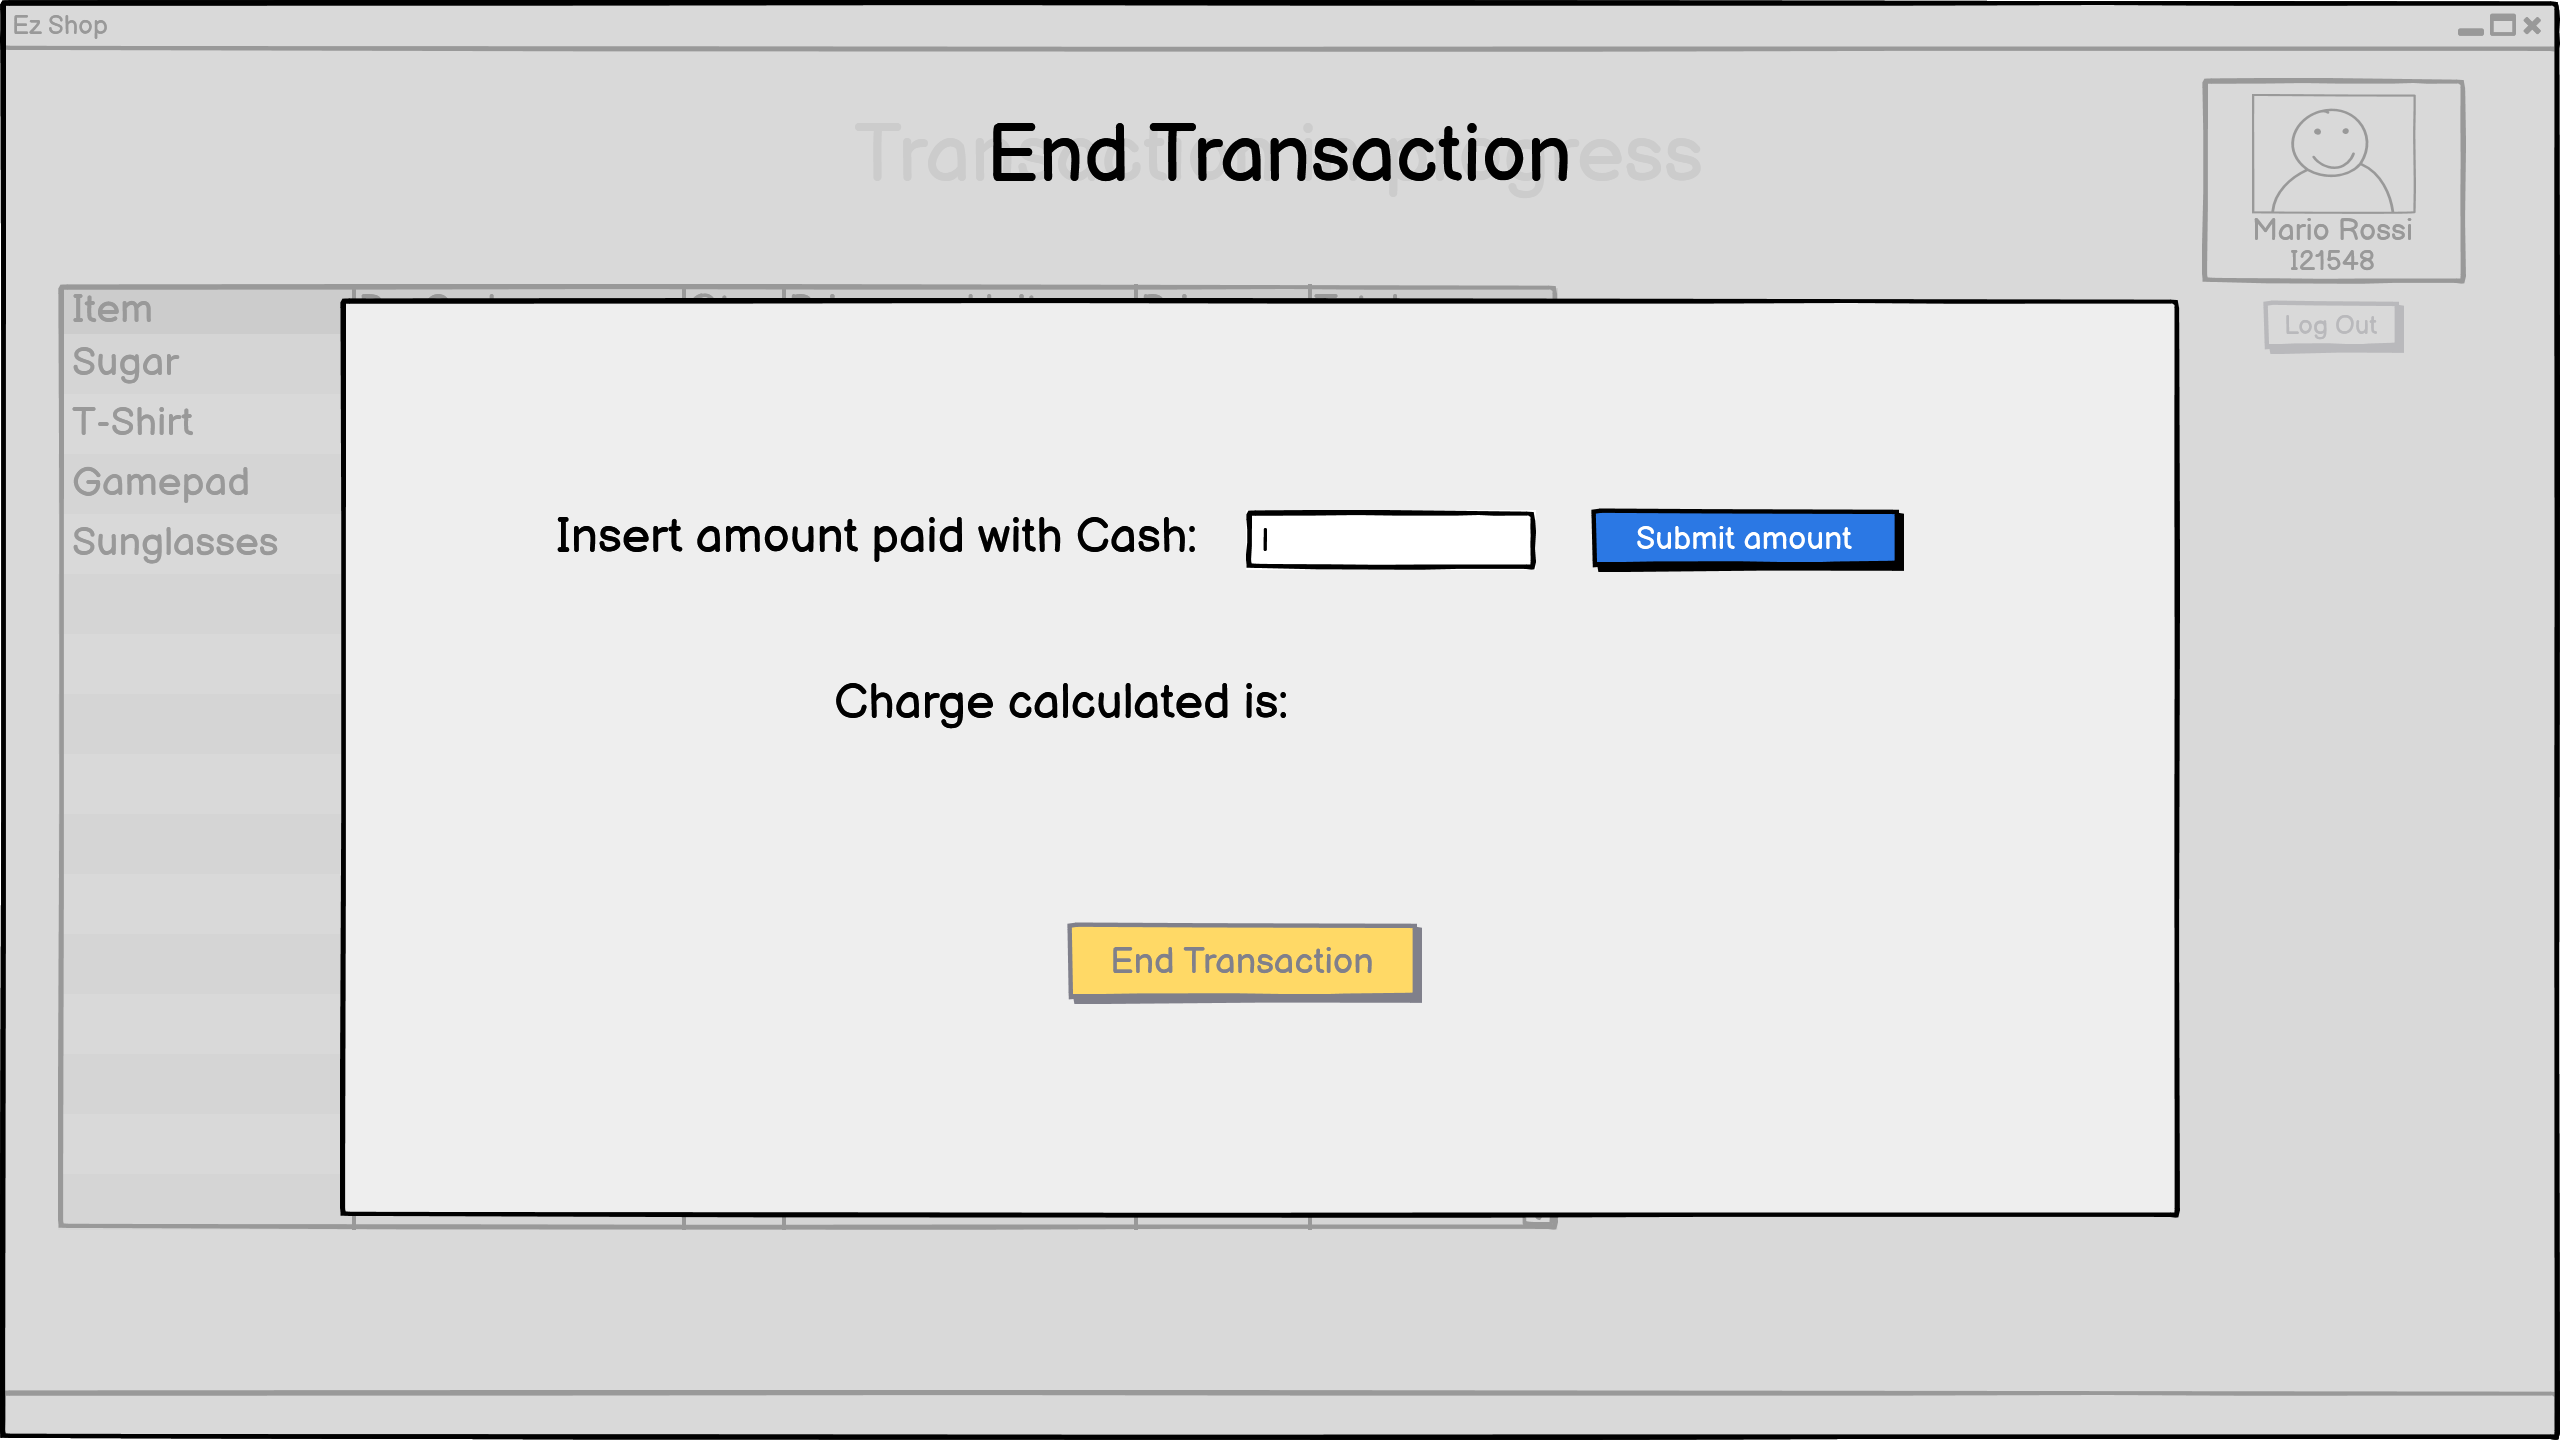 Ez Shop
End Transaction
Mario Rossi
I21548
Log Out
Item
Sugar
T-Shirt
Gamepad
Sunglasses
Insert amount paid with Cash:
Submit amount
Charge calculated is:
End Transaction